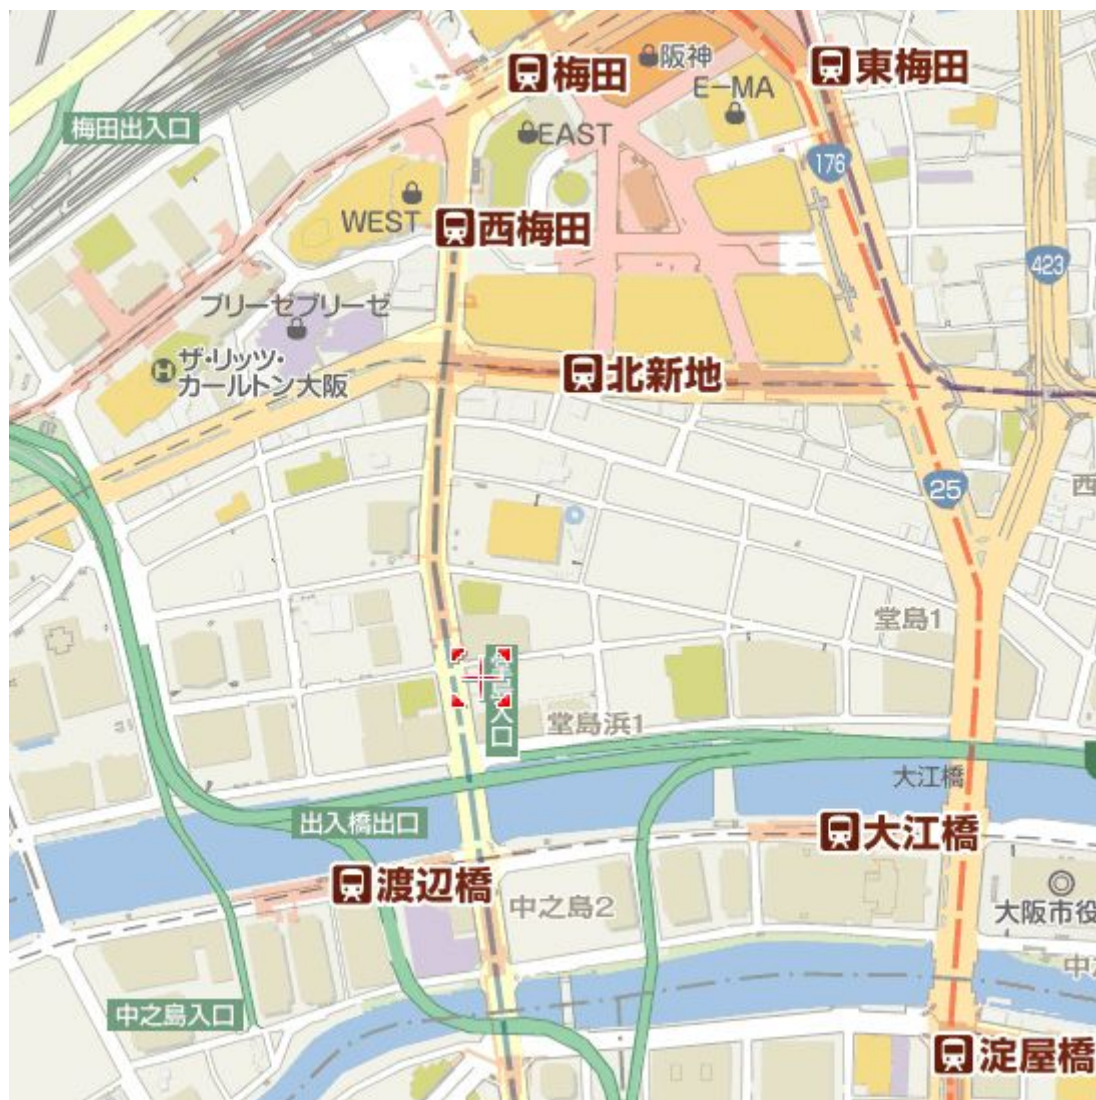 梅田
阪神
東梅田
E-MA
梅田出入口
EAST
176
WEST
西梅田
423
ブリーゼブリーゼ
ザ・リッツ・
カールトン大阪
北新地
25
西
堂島1
入口
堂島浜1
大江橋
出入橋出口
大江橋
渡辺橋
中之島2
大阪市役
中之島入口
淀屋橋